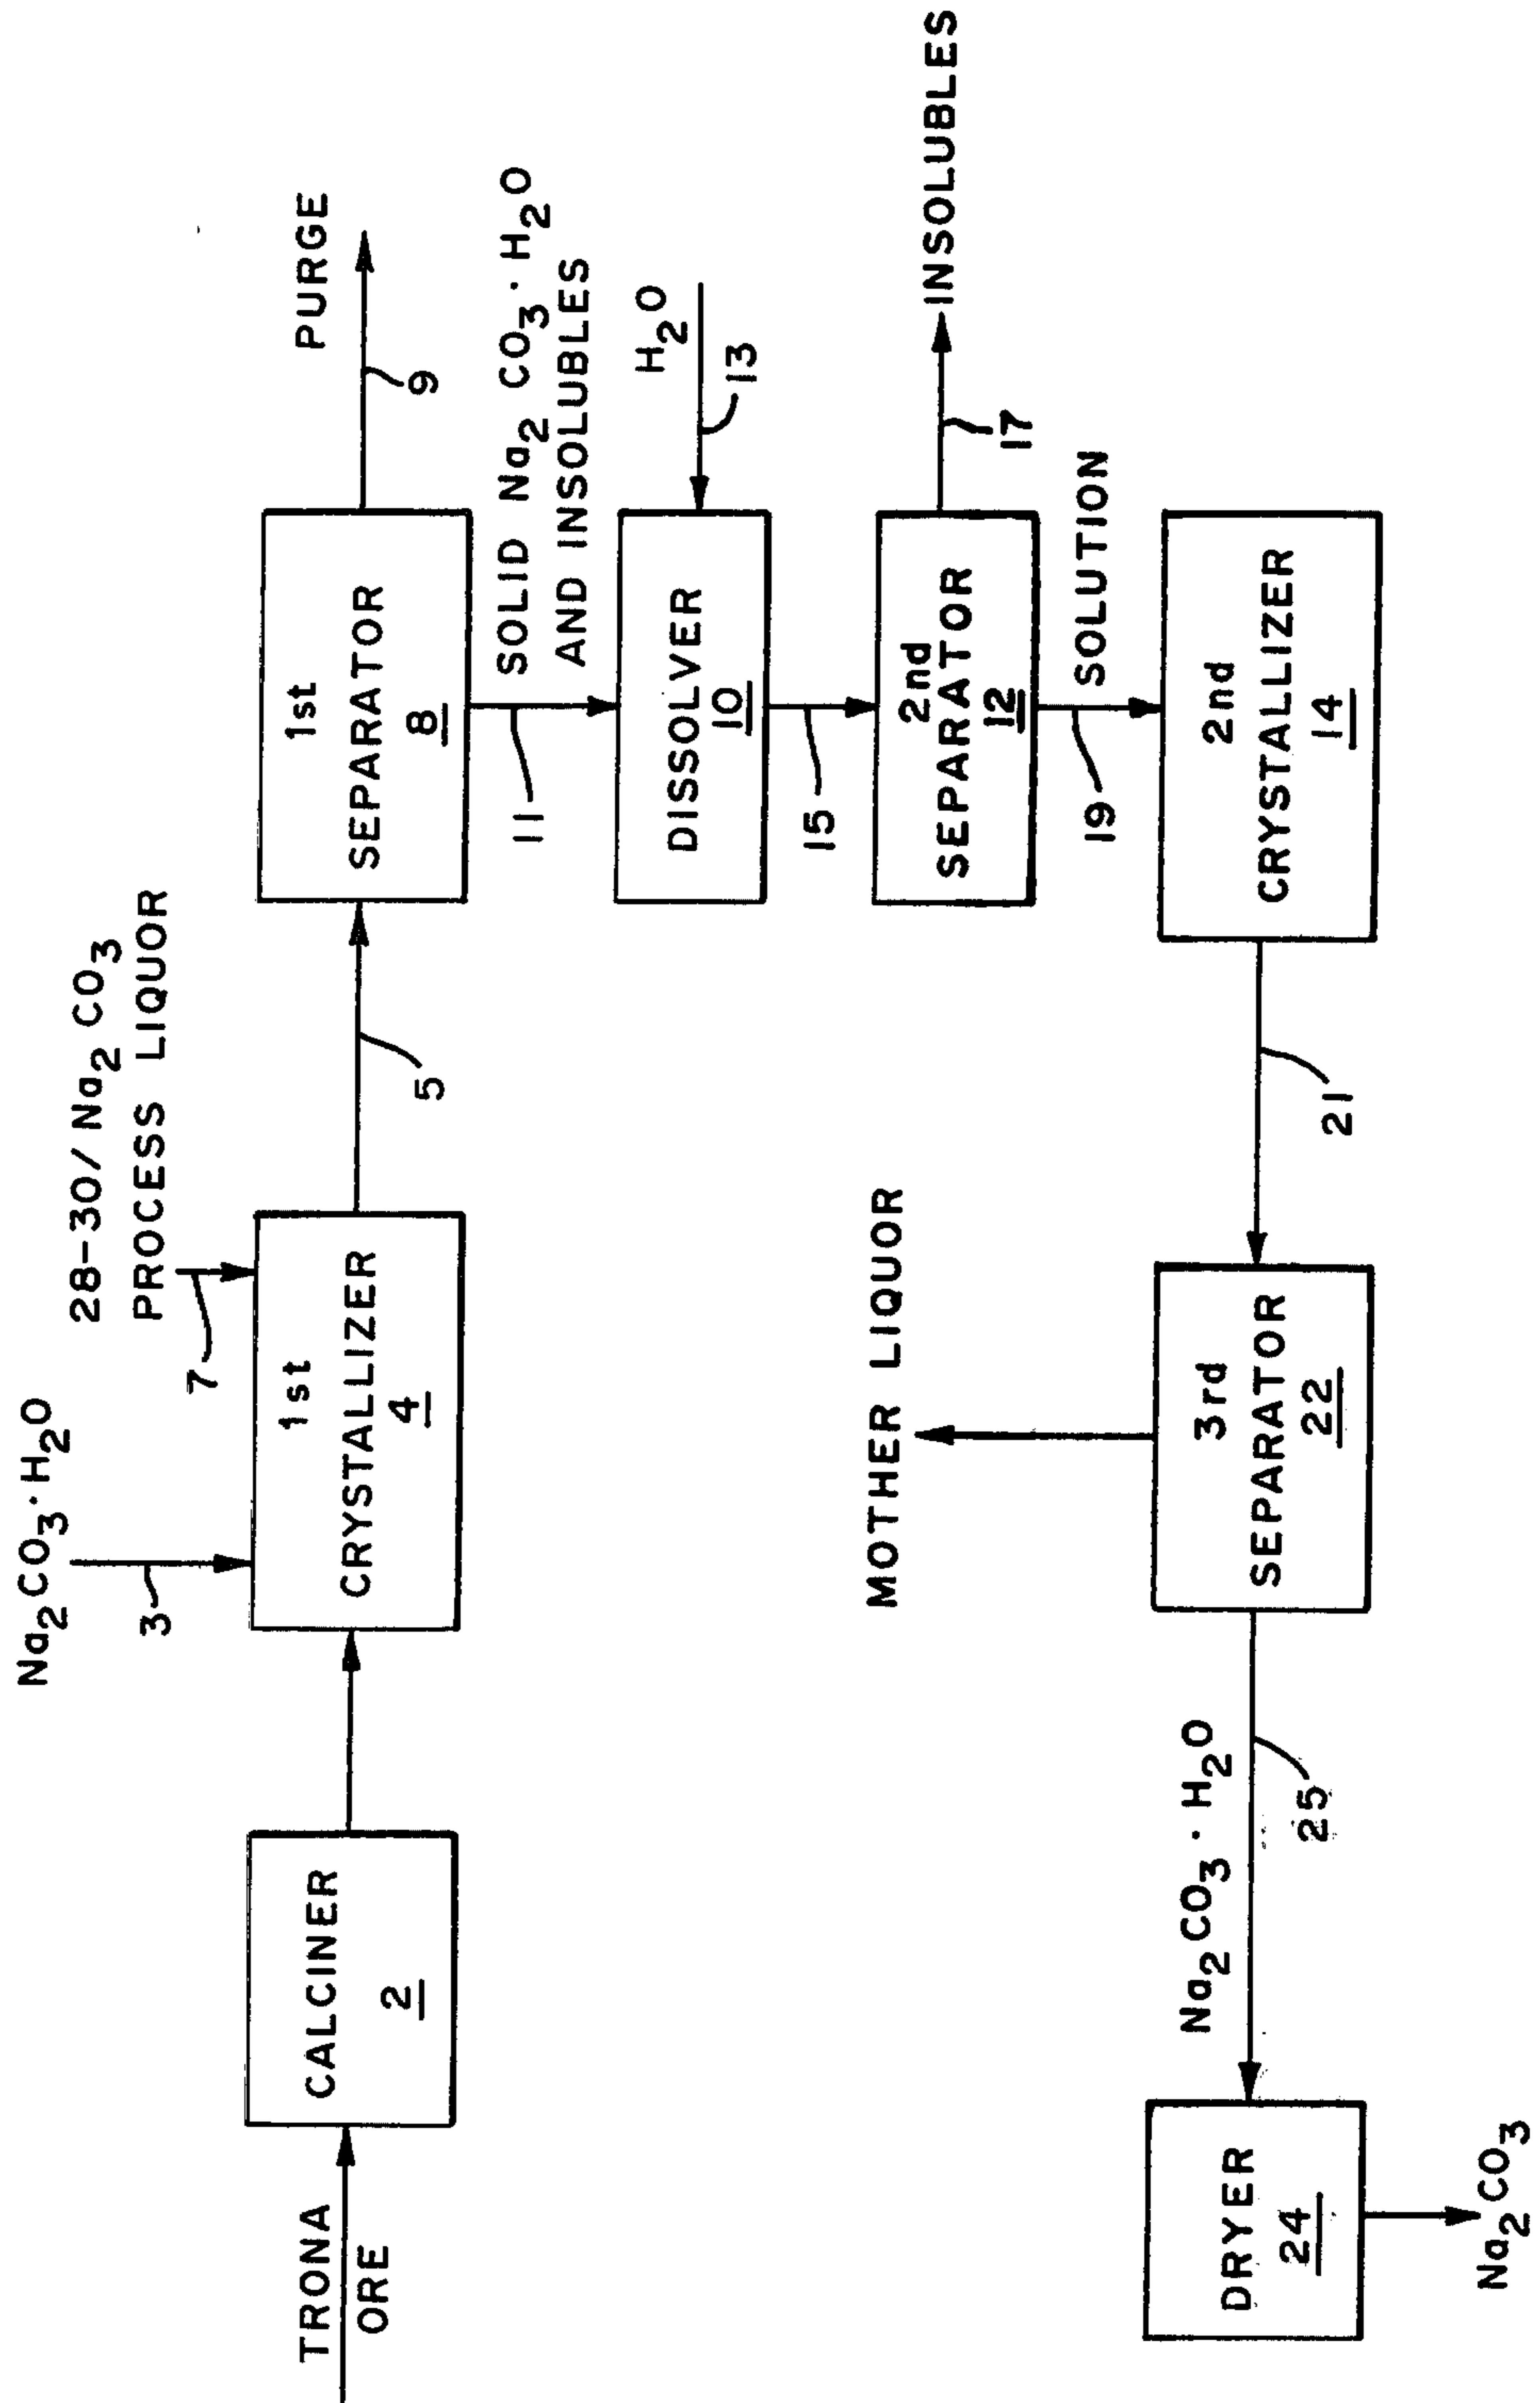 TRONA
ORE
CALCINER
2
Na2CO3·H2O
3
28-30/Na2CO3
PROCESS LIQUOR
7
1st
CRYSTALLIZER
4
5
1st
SEPARATOR
8
PURGE
9
SOLID Na2 CO3·H2O
AND INSOLUBLES
11
H2O
13
DISSOLVER
10
15
2nd
SEPARATOR
12
INSOLUBLES
17
SOLUTION
19
2nd
CRYSTALLIZER
14
21
MOTHER LIQUOR
3rd
SEPARATOR
22
Na2CO3·H2O
25
DRYER
24
Na2CO3